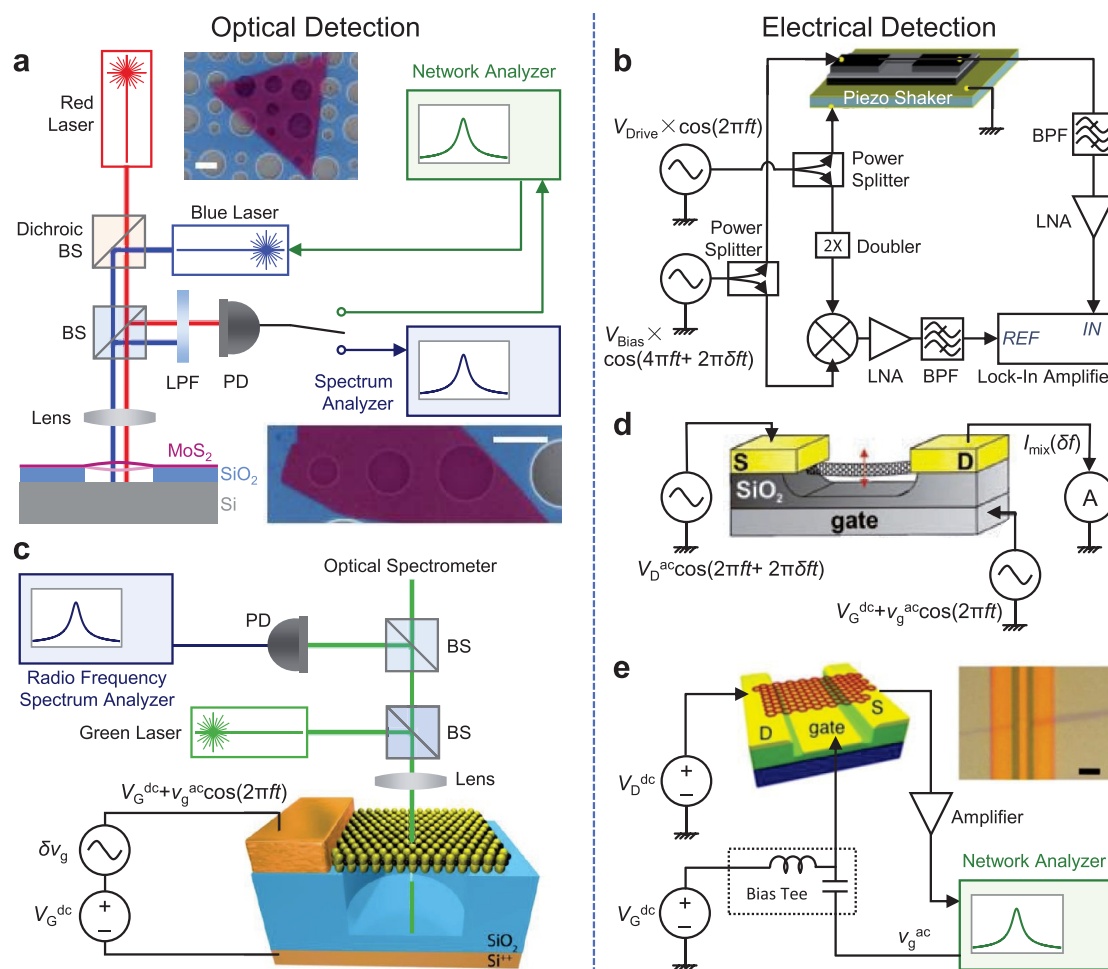 Optical Detection
Electrical Detection
a
Red
Laser
Network Analyzer
Dichroic
BS
Blue Laser
BS
LPF
PD
Spectrum
Analyzer
Lens
MoS₂
SiO₂
Si
b
Piezo Shaker
V_Drive × cos(2πft)
Power
Splitter
BPF
LNA
Power
Splitter
2X
Doubler
V_Bias ×
cos(4πft+ 2πδft)
LNA
BPF
REF
IN
Lock-In Amplifier
c
Optical Spectrometer
PD
BS
Radio Frequency
Spectrum Analyzer
Green Laser
BS
Lens
V_G^dc+v_g^ac cos(2πft)
δv_g
V_G^dc
SiO₂
Si⁺⁺
d
S
D
I_mix(δf)
SiO₂
A
gate
V_D^ac cos(2πft+ 2πδft)
V_G^dc+v_g^ac cos(2πft)
e
D
gate
S
V_D^dc
+
−
Amplifier
Bias Tee
Network Analyzer
V_G^dc
+
−
v_g^ac